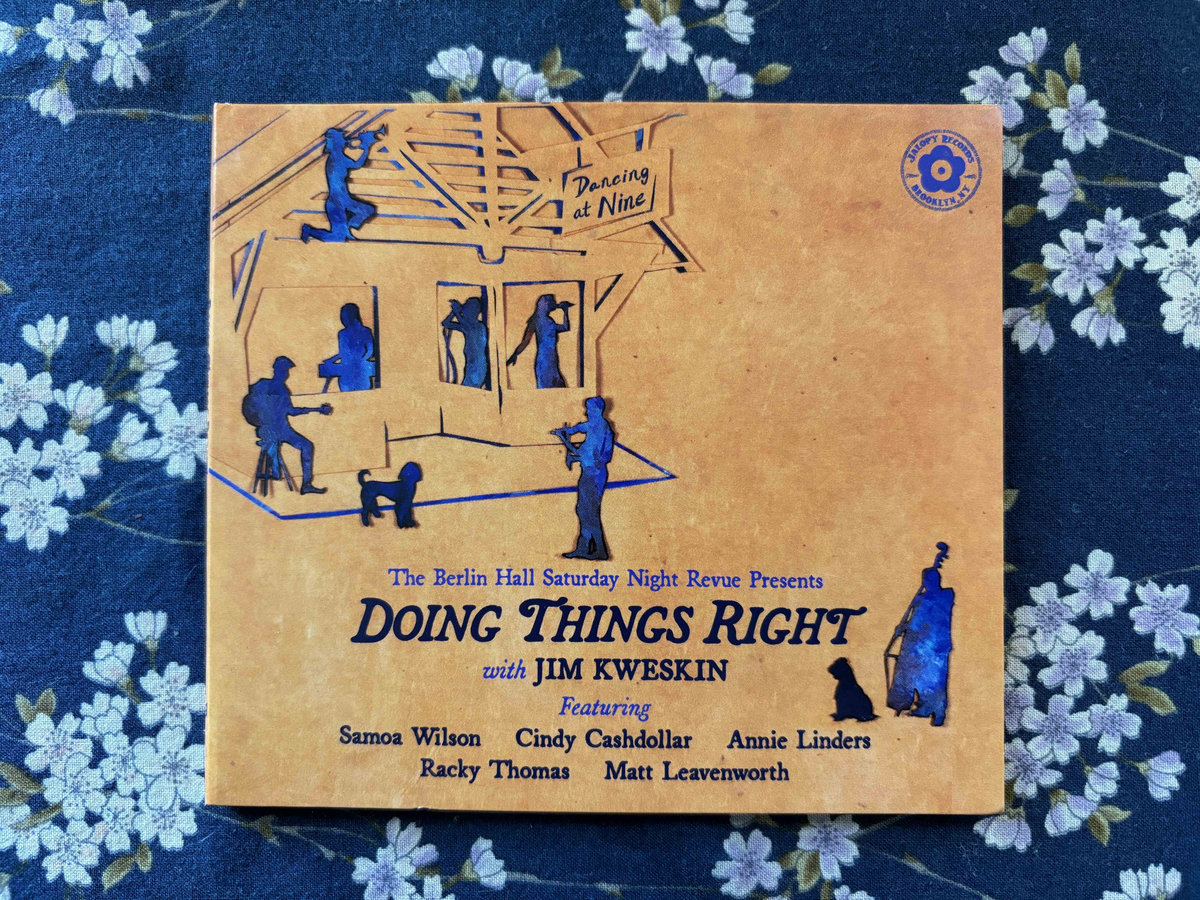 Dancing
at Nine
JALOPY RECORDS
BROOKLYN, NY
The Berlin Hall Saturday Night Revue Presents
DOING THINGS RIGHT
with JIM KWESKIN
Featuring
Samoa Wilson Cindy Cashdollar Annie Linders
Racky Thomas Matt Leavenworth